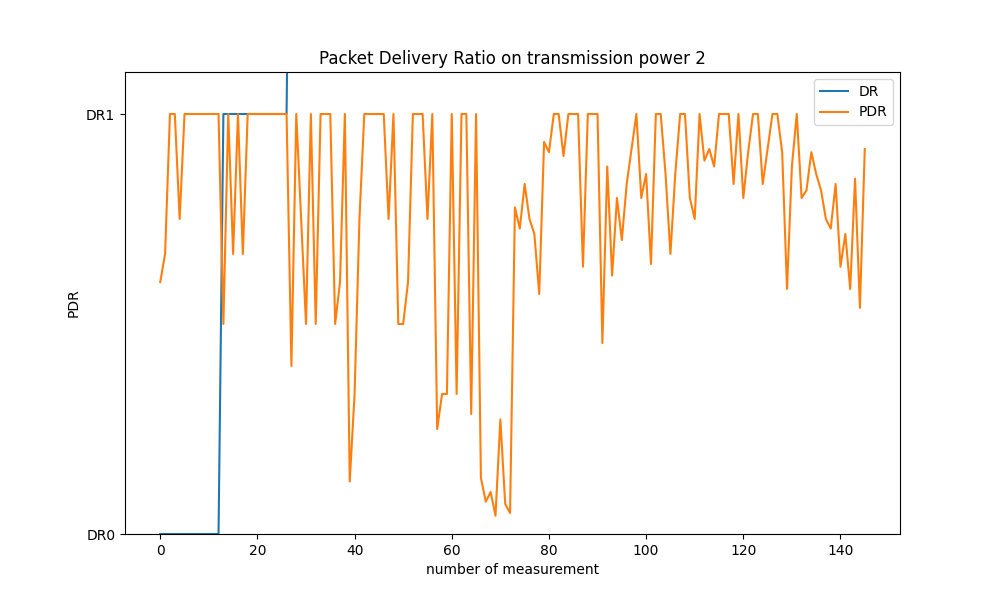 Packet Delivery Ratio on transmission power 2
DR1
DR0
PDR
DR
PDR
0 20 40 60 80 100 120 140
number of measurement